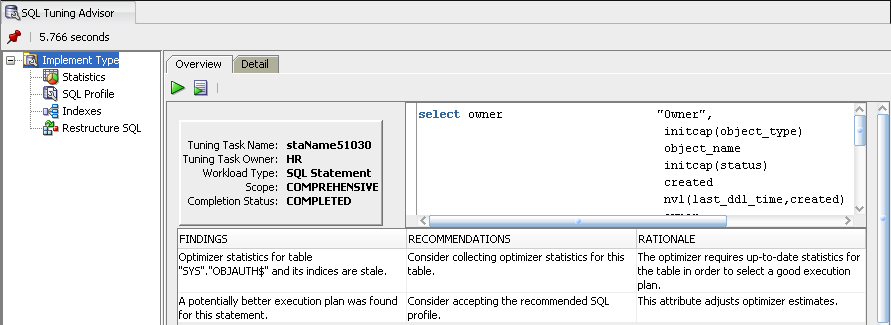 SQL Tuning Advisor
5.766 seconds
Implement Type
Statistics
SQL Profile
Indexes
Restructure SQL
Overview Detail
Tuning Task Name: staName51030
Tuning Task Owner: HR
Workload Type: SQL Statement
Scope: COMPREHENSIVE
Completion Status: COMPLETED
select owner "Owner",
initcap(object_type)
object_name
initcap(status)
created
nvl(last_ddl_time,created)
FINDINGS RECOMMENDATIONS RATIONALE
Optimizer statistics for table
"SYS"."OBJAUTH$" and its indices are stale.
Consider collecting optimizer statistics for this
table.
The optimizer requires up-to-date statistics for
the table in order to select a good execution
plan.
A potentially better execution plan was found
for this statement.
Consider accepting the recommended SQL
profile.
This attribute adjusts optimizer estimates.